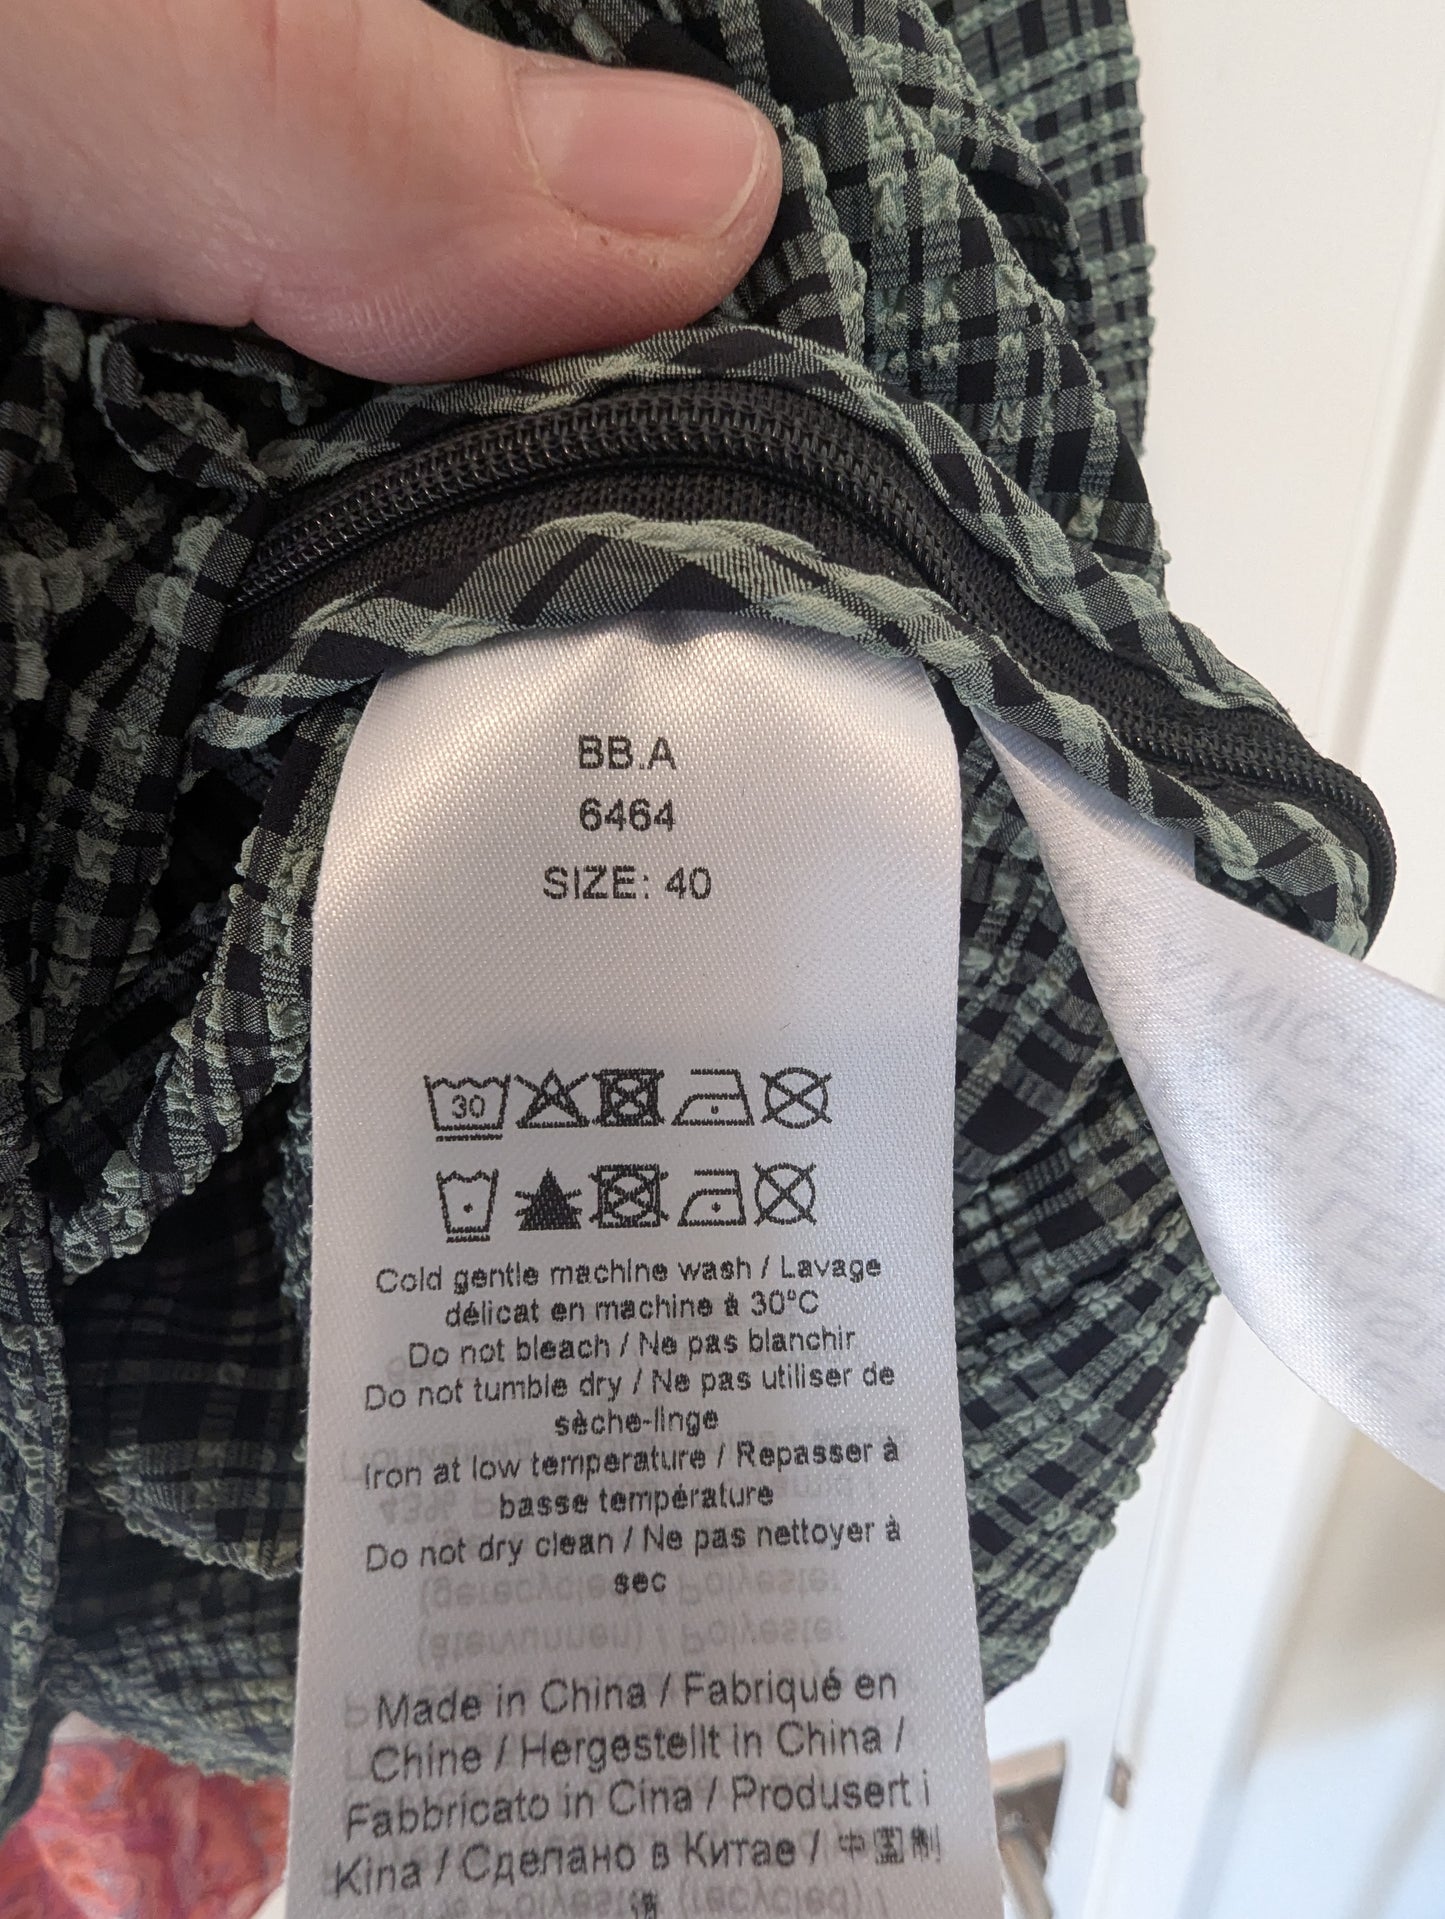 BB.A
6464
SIZE: 40
30
Cold gentle machine wash / Lavage
délicat en machine à 30°C
Do not bleach / Ne pas blanchir
Do not tumble dry / Ne pas utiliser de
sèche-linge
Iron at low temperature / Repasser à
basse température
Do not dry clean / Ne pas nettoyer à
sec
Made in China / Fabriqué en
Chine / Hergestellt in China /
Fabbricato in Cina / Produsert i
Kina / Сделано в Китае / 中国制
造